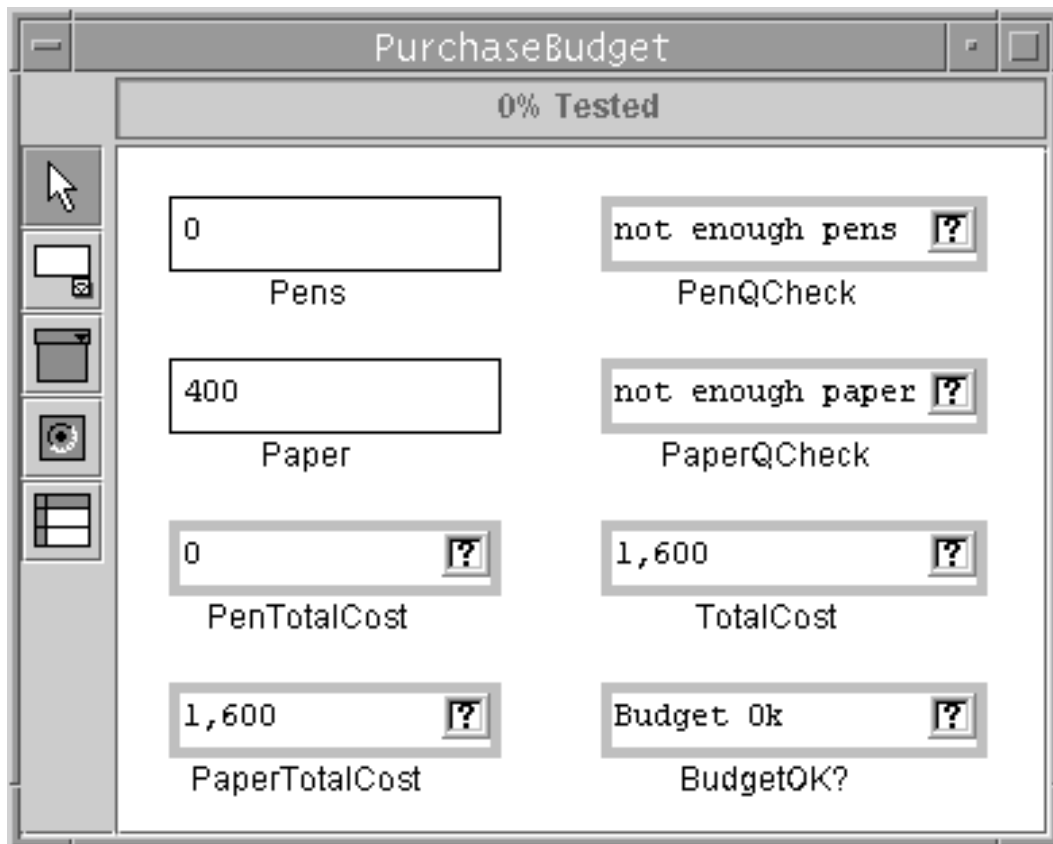 PurchaseBudget
0% Tested
0
Pens
not enough pens ?
PenQCheck
400
Paper
not enough paper ?
PaperQCheck
0 ?
PenTotalCost
1,600 ?
TotalCost
1,600 ?
PaperTotalCost
Budget Ok ?
BudgetOK?